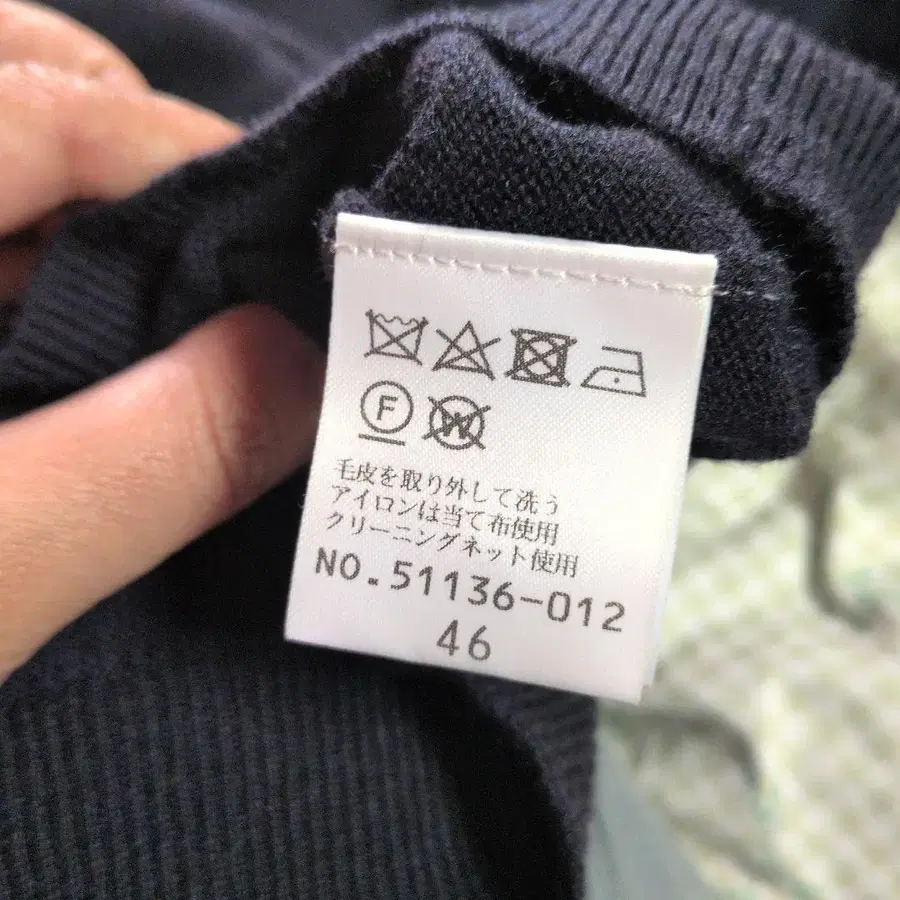 F W
毛皮を取り外して洗う
アイロンは当て布使用
クリーニングネット使用
NO.51136-012
46